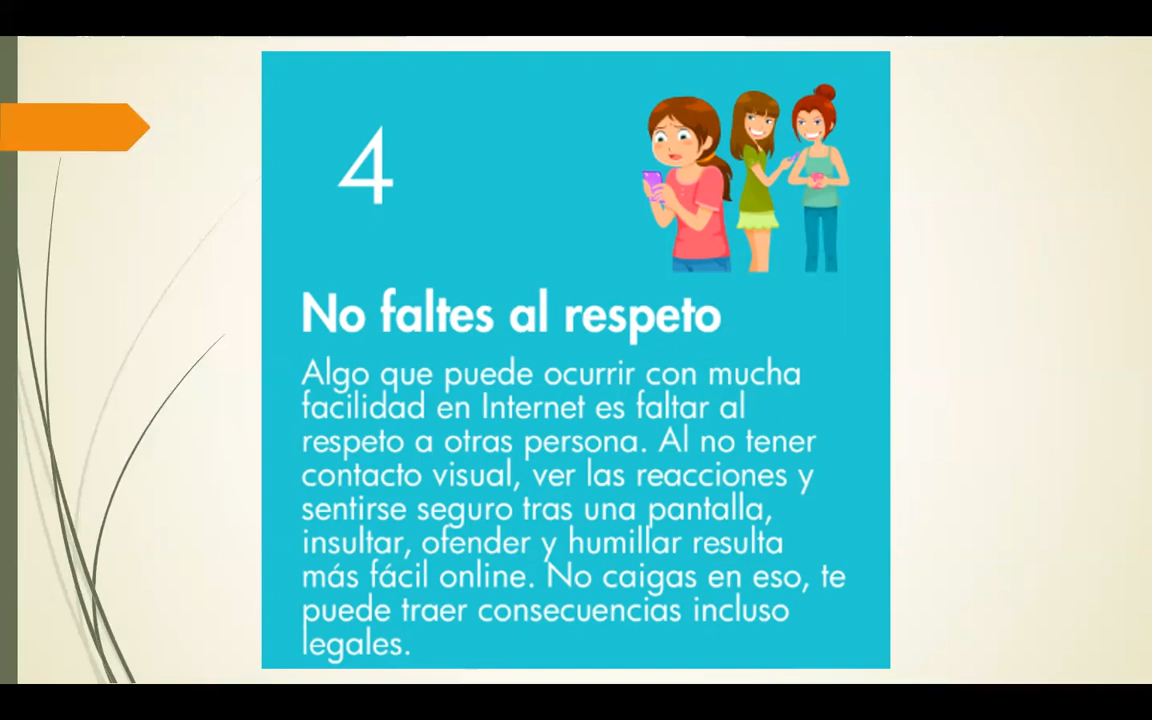 4
No faltes al respeto
Algo que puede ocurrir con mucha
facilidad en Internet es faltar al
respeto a otras persona. Al no tener
contacto visual, ver las reacciones y
sentirse seguro tras una pantalla,
insultar, ofender y humillar resulta
más fácil online. No caigas en eso, te
puede traer consecuencias incluso
legales.